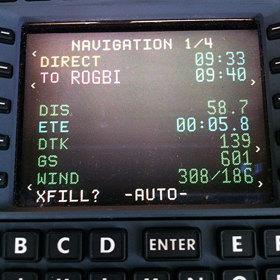 NAVIGATION 1/4
DIRECT 09:33
TO ROGBI 09:40
DIS 58.7
ETE 00:05.8
DTK 139
GS 601
WIND 308/186
XFILL? -AUTO-
B C D ENTER E